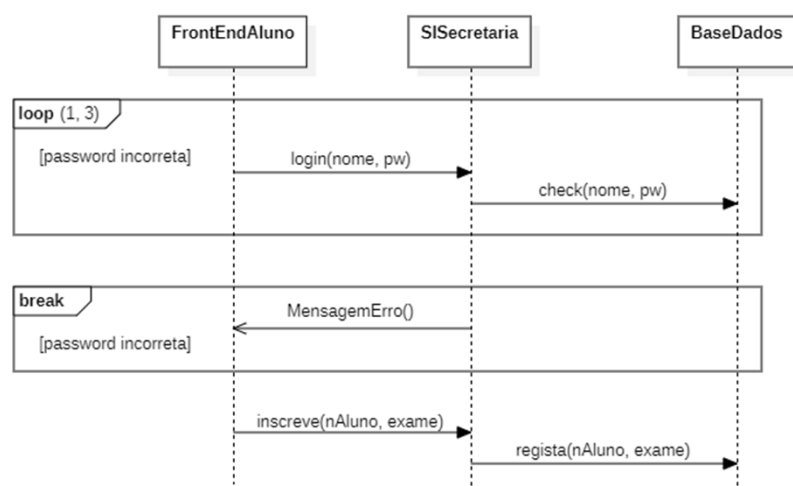 FrontEndAluno
SISecretaria
BaseDados
loop (1, 3)
[password incorreta]
login(nome, pw)
check(nome, pw)
break
MensagemErro()
[password incorreta]
inscreve(nAluno, exame)
regista(nAluno, exame)